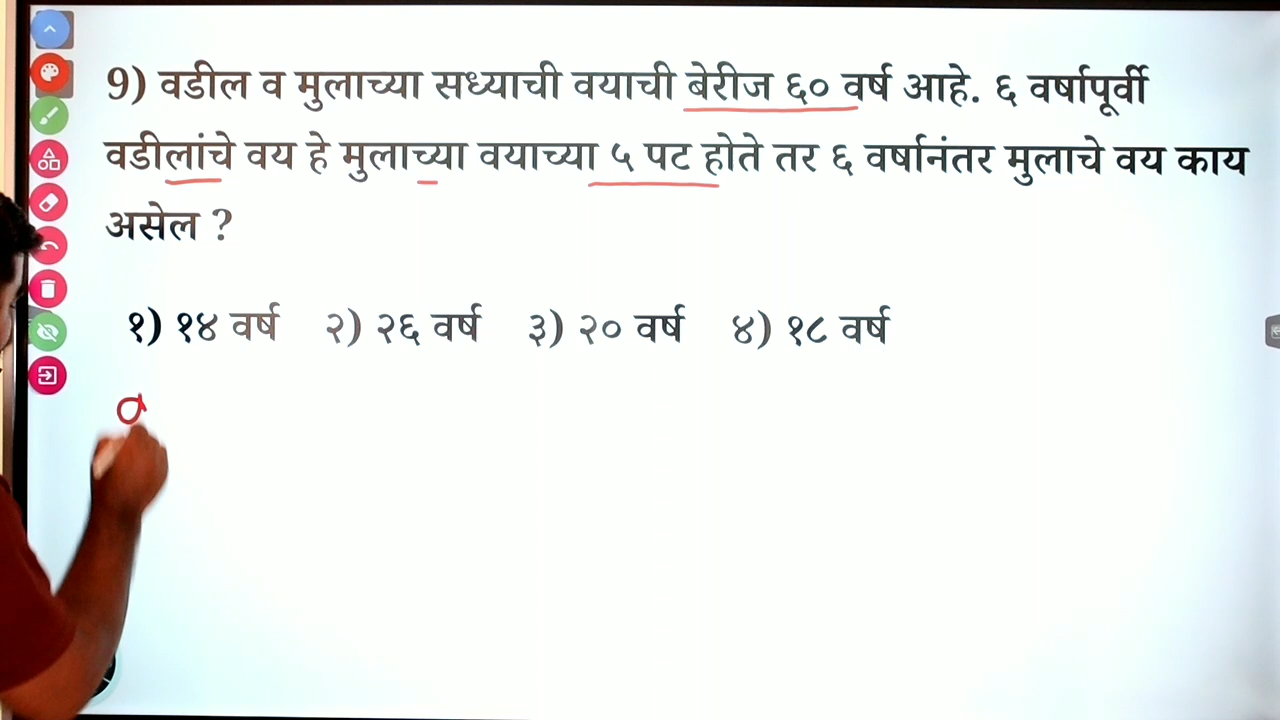 9) वडील व मुलाच्या सध्याची वयाची बेरीज ६० वर्ष आहे. ६ वर्षापूर्वी
वडीलांचे वय हे मुलाच्या वयाच्या ५ पट होते तर ६ वर्षानंतर मुलाचे वय काय
असेल ?
१) १४ वर्ष २) २६ वर्ष ३) २० वर्ष ४) १८ वर्ष